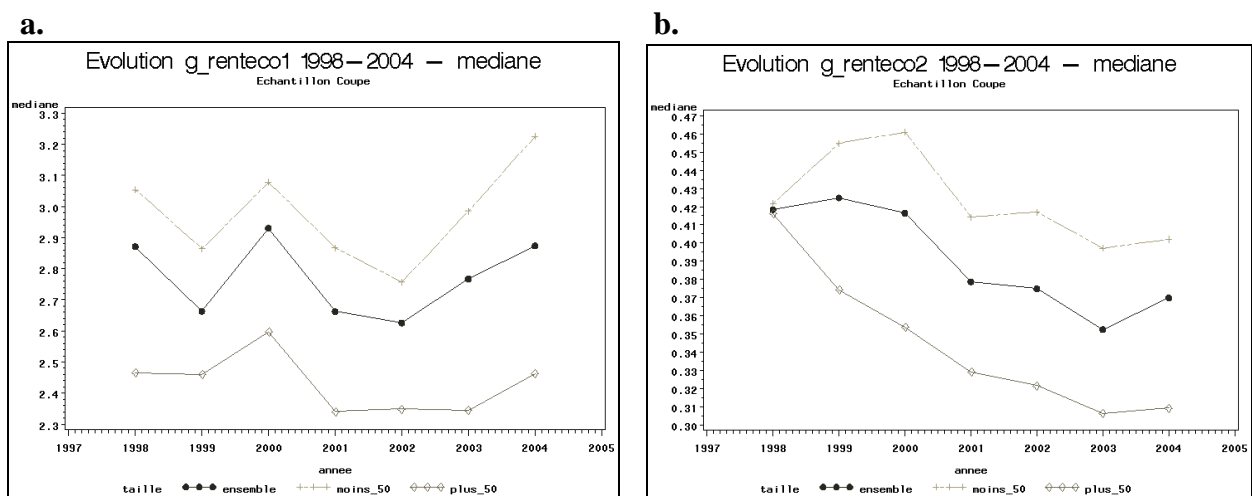 a.
Evolution g_renteco1 1998–2004 – mediane
Echantillon Coupe
mediane
3.3
3.2
3.1
3.0
2.9
2.8
2.7
2.6
2.5
2.4
2.3
1997 1998 1999 2000 2001 2002 2003 2004 2005
annee
taille ensemble moins_50 plus_50
b.
Evolution g_renteco2 1998–2004 – mediane
Echantillon Coupe
mediane
0.47
0.46
0.45
0.43
0.42
0.41
0.40
0.39
0.38
0.37
0.36
0.35
0.33
0.32
0.31
0.30
1997 1998 1999 2000 2001 2002 2003 2004 2005
annee
taille ensemble moins_50 plus_50